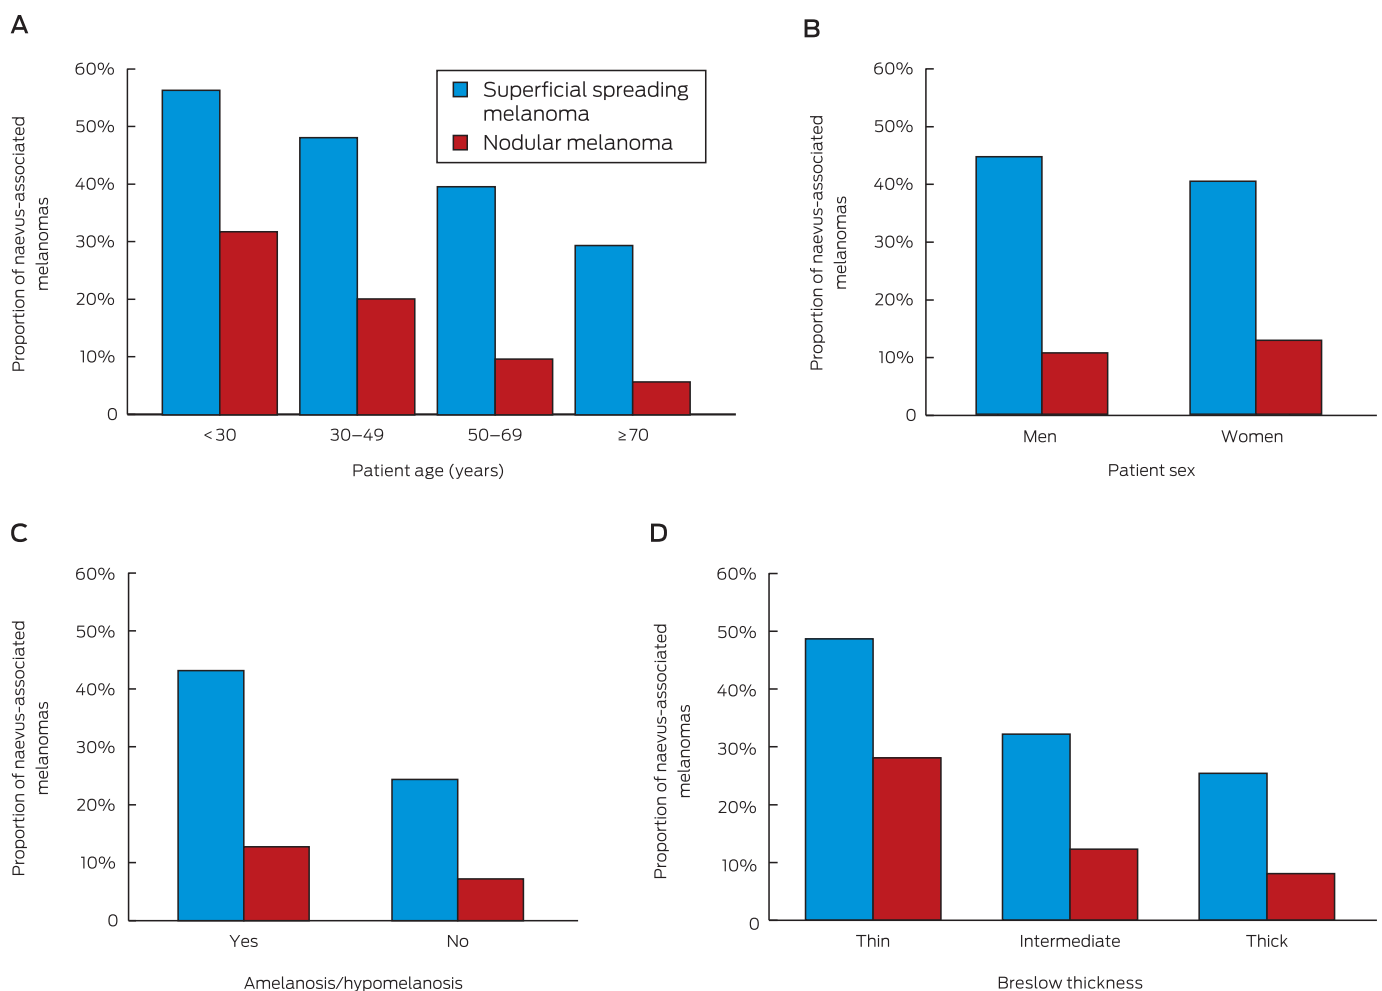 A
60%
50%
40%
30%
20%
10%
0
Proportion of naevus-associated
melanomas
Superficial spreading
melanoma
Nodular melanoma
<30
30–49
50–69
≥70
Patient age (years)
B
60%
50%
40%
30%
20%
10%
0
Proportion of naevus-associated
melanomas
Men
Women
Patient sex
C
60%
50%
40%
30%
20%
10%
0
Proportion of naevus-associated
melanomas
Yes
No
Amelanosis/hypomelanosis
D
60%
50%
40%
30%
20%
10%
0
Proportion of naevus-associated
melanomas
Thin
Intermediate
Thick
Breslow thickness